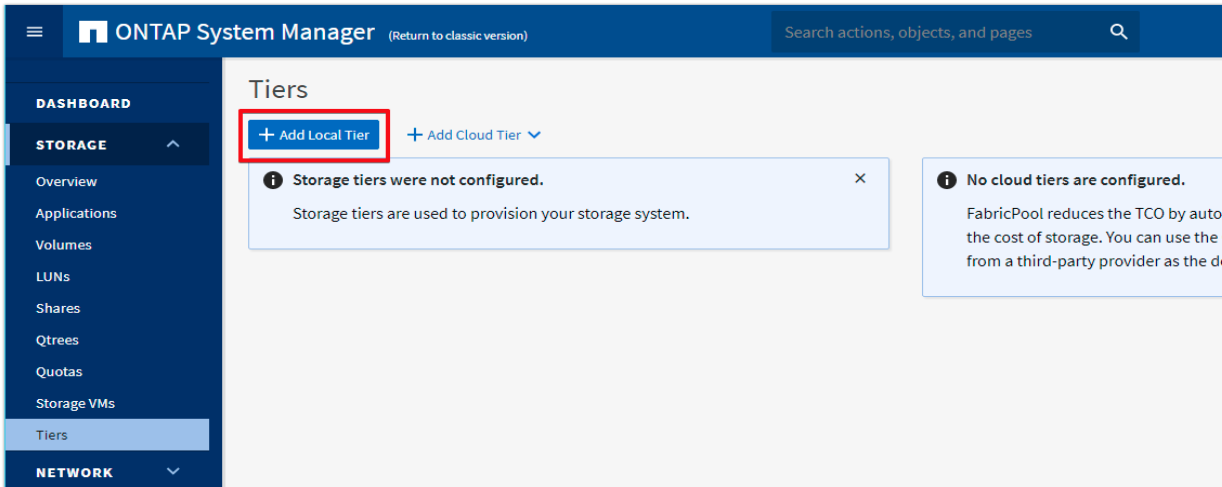 ONTAP System Manager (Return to classic version)
Search actions, objects, and pages
DASHBOARD
STORAGE
Overview
Applications
Volumes
LUNs
Shares
Qtrees
Quotas
Storage VMs
Tiers
NETWORK
Tiers
+ Add Local Tier
+ Add Cloud Tier
Storage tiers were not configured.
Storage tiers are used to provision your storage system.
No cloud tiers are configured.
FabricPool reduces the TCO by auto
the cost of storage. You can use the
from a third-party provider as the d